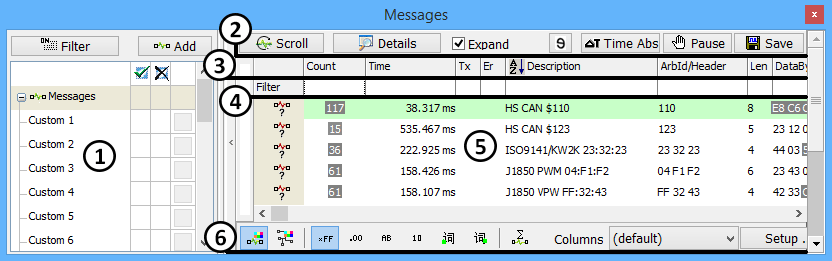 Messages
x
2
Filter
Add
Scroll
Details
Expand
Time Abs
Pause
Save
3
Count Time Tx Er AZ Description ArbId/Header Len DataBy
Messages
4
Filter
117 38.317 ms HS CAN $110 110 8 E8 C6 C
Custom 1
? 15 535.467 ms HS CAN $123 123 5 23 12 0
Custom 2
1
? 36 222.925 ms 5 ISO9141/KW2K 23:32:23 23 32 23 4 44 03
Custom 3
? 61 158.426 ms J1850 PWM 04:F1:F2 04 F1 F2 6 23 43 0
Custom 4
? 61 158.107 ms J1850 VPW FF:32:43 FF 32 43 4 42 33
Custom 5
Custom 6
6
xFF .00 AB 10 词 词 Σ Columns (default) Setup .